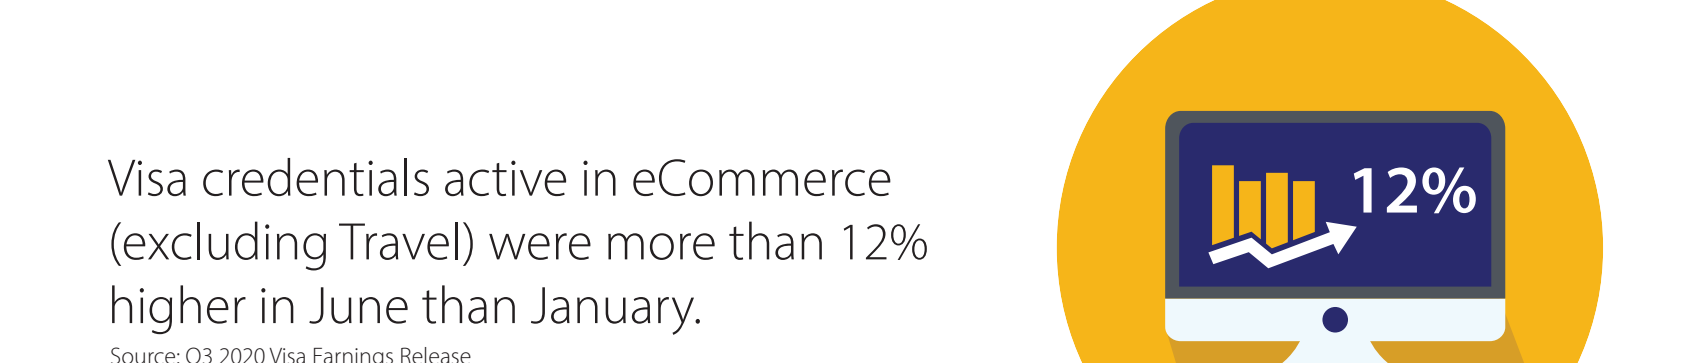 Visa credentials active in eCommerce
(excluding Travel) were more than 12%
higher in June than January.
Source: Q3 2020 Visa Earnings Release
12%